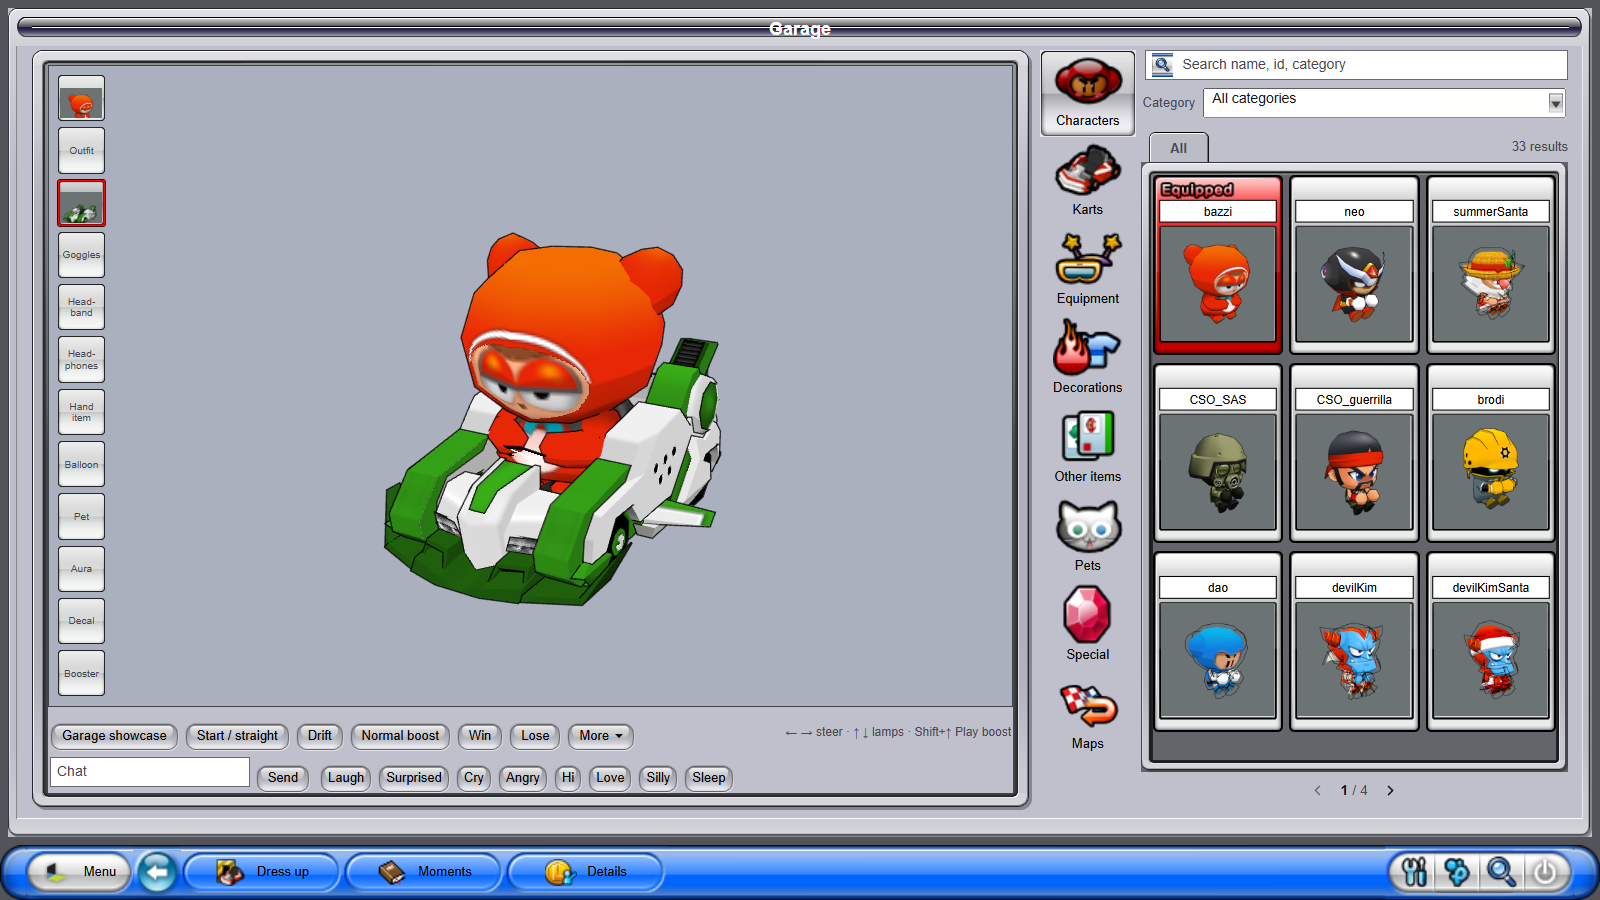 Garage
Outfit
Goggles
Head-
band
Head-
phones
Hand
item
Balloon
Pet
Aura
Decal
Booster
Garage showcase
Start / straight
Drift
Normal boost
Win
Lose
More
←→ steer · ↑↓ lamps · Shift+↑ Play boost
Chat
Send
Laugh
Surprised
Cry
Angry
Hi
Love
Silly
Sleep
Characters
Karts
Equipment
Decorations
Other items
Pets
Special
Maps
Search name, id, category
Category
All categories
All
33 results
Equipped
bazzi
neo
summerSanta
CSO_SAS
CSO_guerrilla
brodi
dao
devilKim
devilKimSanta
1 / 4
Menu
Dress up
Moments
Details